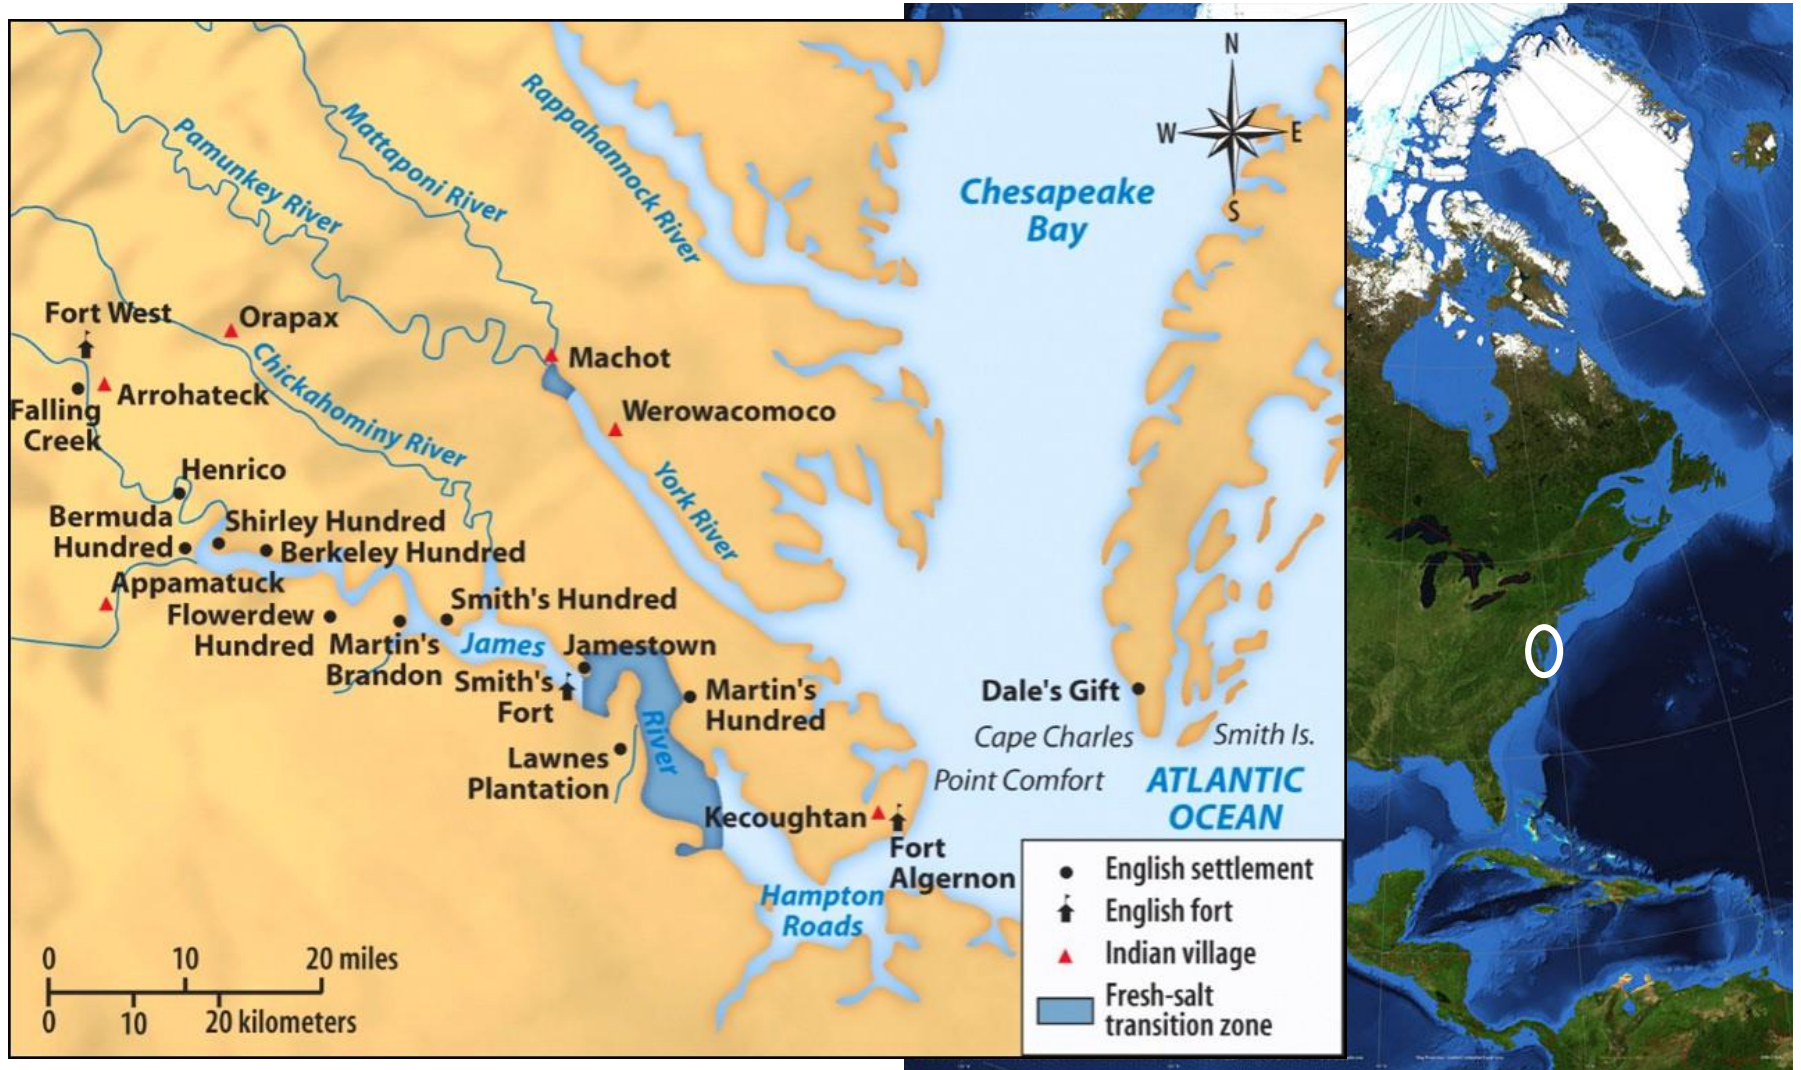 N
W
E
S
Rappahannock River
Mattaponi River
Pamunkey River
Chesapeake
Bay
Fort West
Orapax
Chickahominy River
Machot
Arrohateck
Falling
Creek
Werowacomoco
Henrico
York River
Bermuda
Hundred
Shirley Hundred
Berkeley Hundred
Appamatuck
Flowerdew
Hundred
Smith's Hundred
Martin's
Brandon
James
River
Jamestown
Smith's
Fort
Martin's
Hundred
Lawnes
Plantation
Dale's Gift
Cape Charles
Smith Is.
Point Comfort
ATLANTIC
OCEAN
Kecoughtan
Fort
Algernon
Hampton
Roads
English settlement
English fort
Indian village
Fresh-salt
transition zone
0 10 20 miles
0 10 20 kilometers